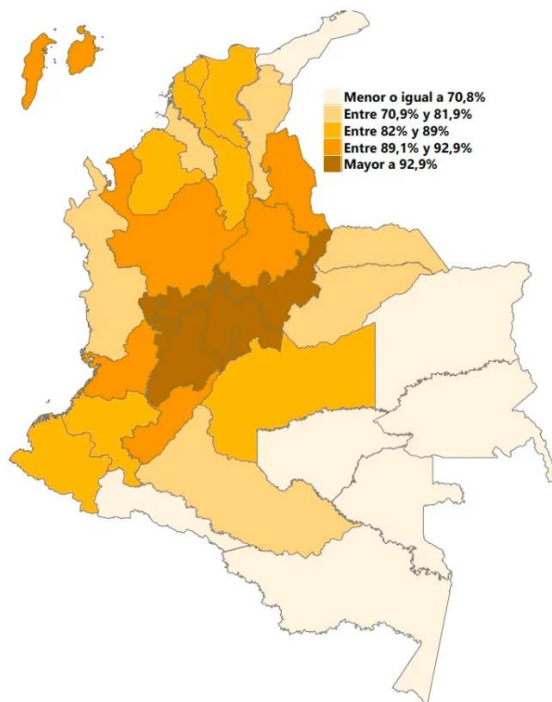 Menor o igual a 70,8%
Entre 70,9% y 81,9%
Entre 82% y 89%
Entre 89,1% y 92,9%
Mayor a 92,9%